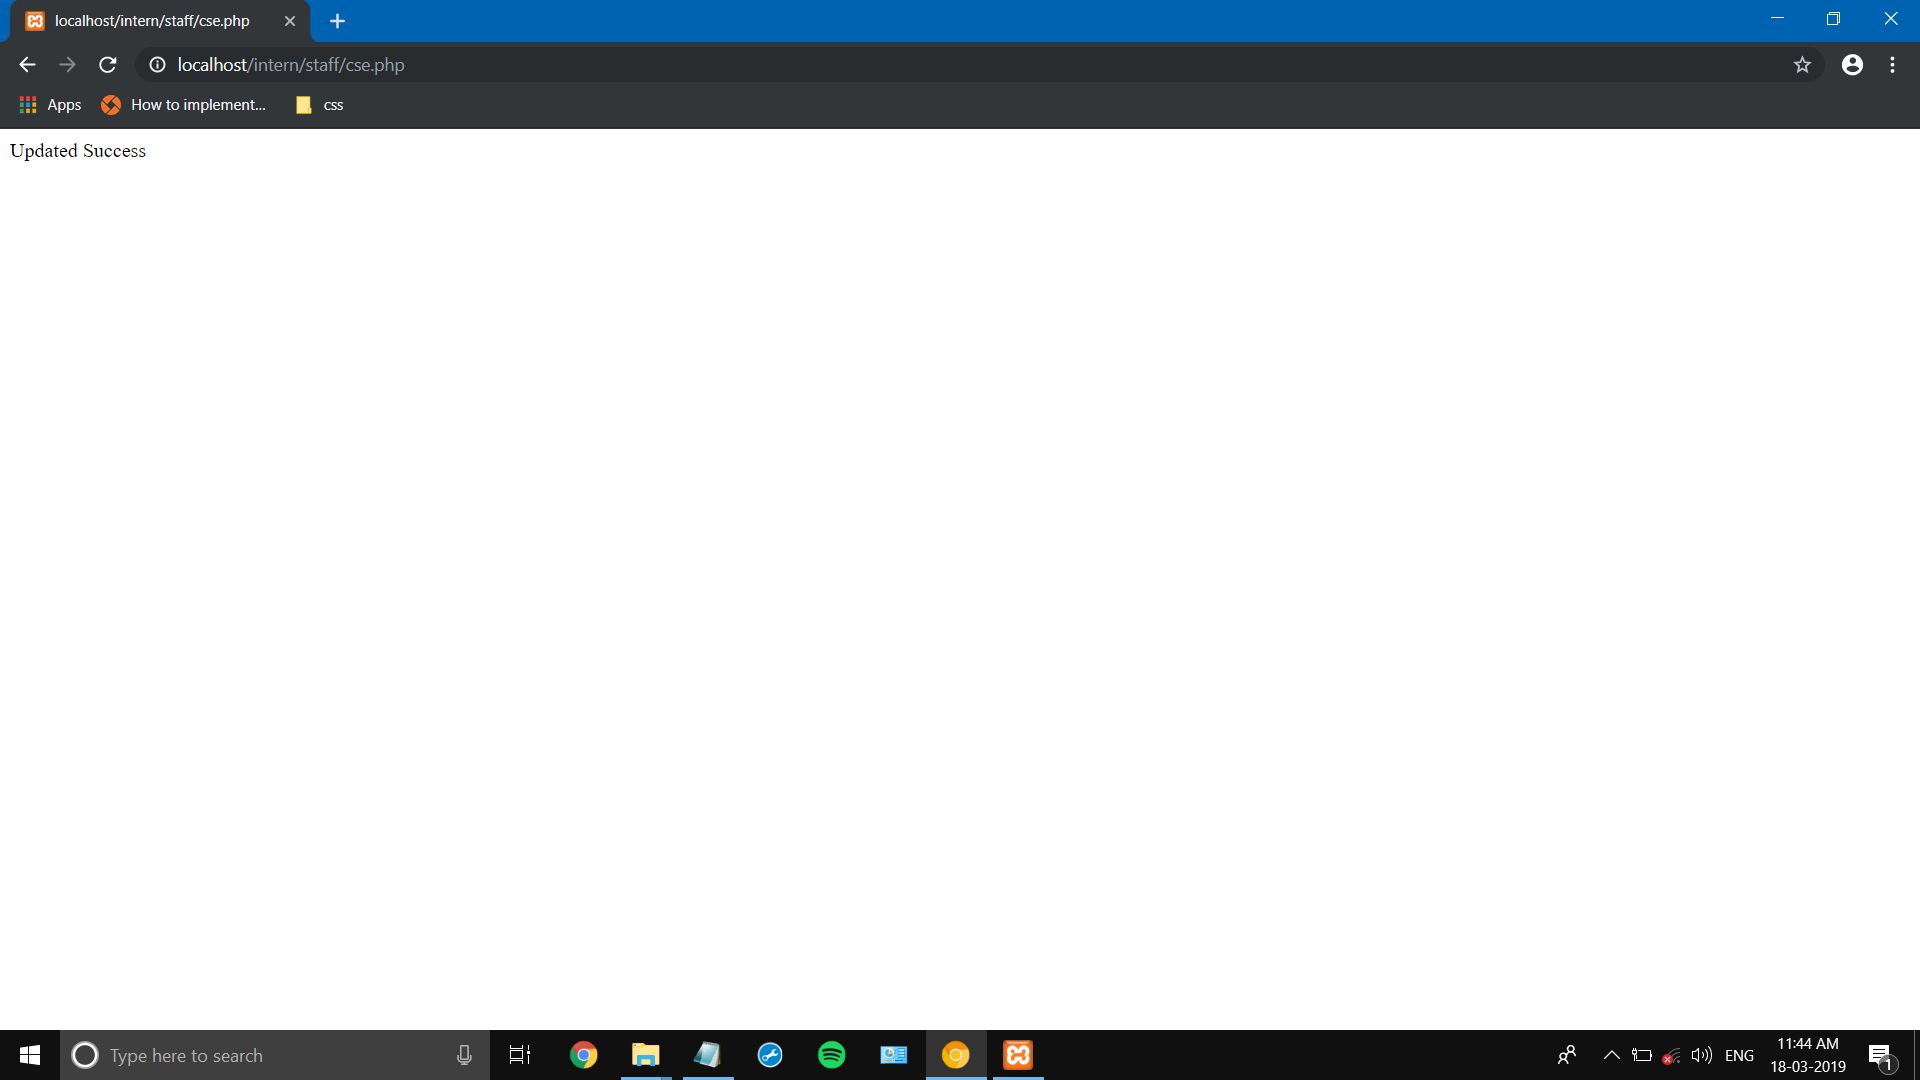 localhost/intern/staff/cse.php
localhost/intern/staff/cse.php
Apps How to implement... css
Updated Success
Type here to search
ENG
11:44 AM
18-03-2019
1